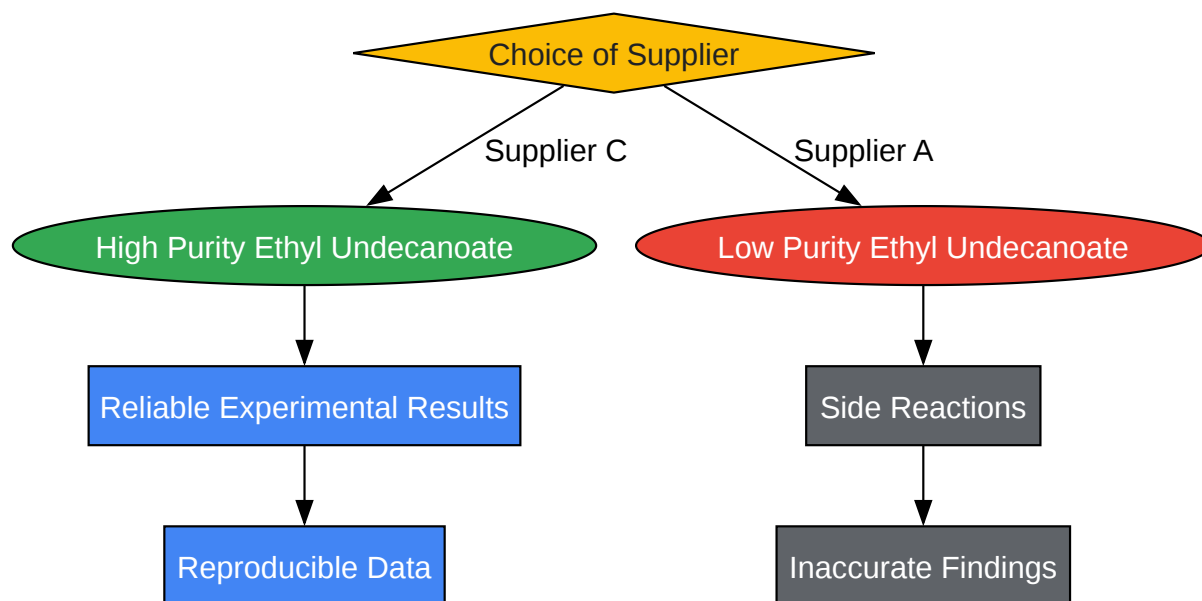 Choice of Supplier
Supplier C
Supplier A
High Purity Ethyl Undecanoate
Low Purity Ethyl Undecanoate
Reliable Experimental Results
Side Reactions
Reproducible Data
Inaccurate Findings